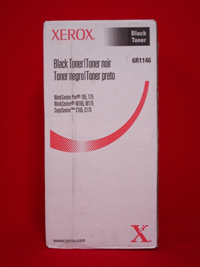 XEROX
Black
Toner
6R1146
Black Toner/Toner noir
Toner negro/Toner preto
WorkCentre Pro® 165, 175
WorkCentre® M165, M175
CopyCentre™ C165, C175
www.xerox.com
X